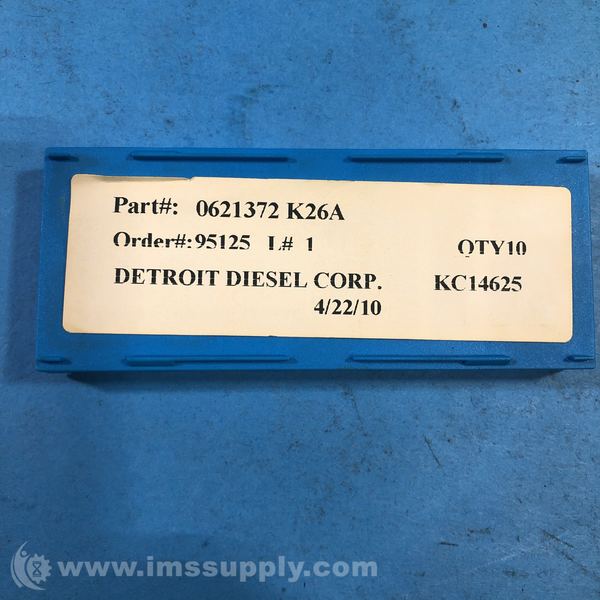 Part#: 0621372 K26A
Order#:95125 L# 1 QTY10
DETROIT DIESEL CORP. KC14625
4/22/10
www.imssupply.com